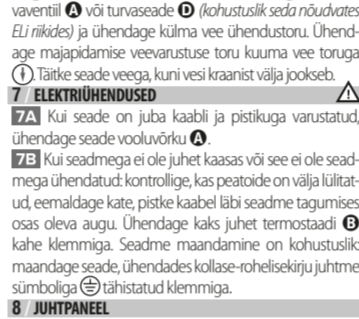 vaventiil A või turvaseade D (kohustuslik seda nõudvates
ELi riikides) ja ühendage külma vee ühendustoru. Ühend-
age majapidamise veevarustuse toru kuuma vee toruga
. Täitke seade veega, kuni vesi kraanist välja jookseb.
7 / ELEKTRIÜHENDUSED
7A Kui seade on juba kaabli ja pistikuga varustatud,
ühendage seade vooluvõrku A.
7B Kui seadmega ei ole juhet kaasas või see ei ole sead-
mega ühendatud: kontrollige, kas peatoide on välja lülitat-
ud, eemaldage kate, pistke kaabel läbi seadme tagumises
osas oleva augu. Ühendage kaks juhet termostaadi B
kahe klemmiga. Seadme maandamine on kohustuslik:
maandage seade, ühendades kollase-rohelisekirju juhtme
sümboliga tähistatud klemmiga.
8 / JUHTPANEEL